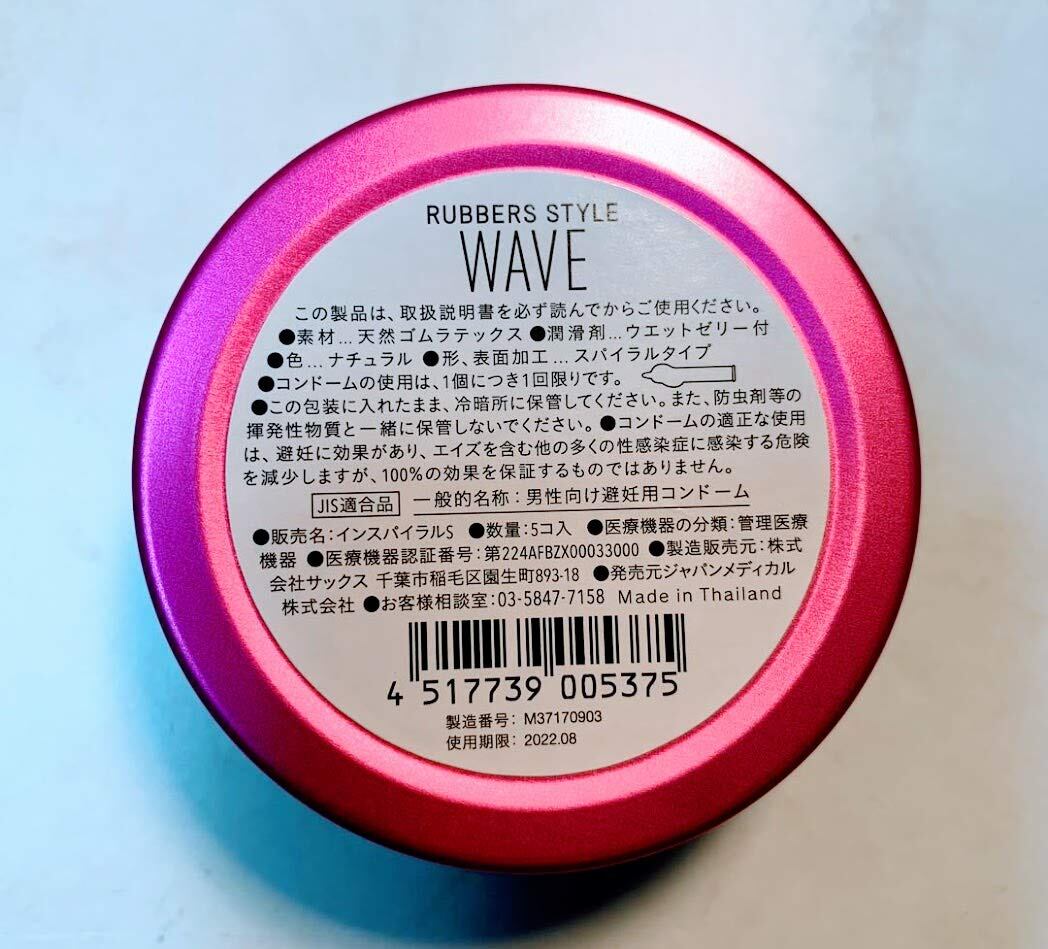 RUBBERS STYLE
WAVE
この製品は、取扱説明書を必ず読んでからご使用ください。
●素材…天然ゴムラテックス ●潤滑剤…ウエットゼリー付
●色…ナチュラル ●形、表面加工…スパイラルタイプ
●コンドームの使用は、1個につき1回限りです。
●この包装に入れたまま、冷暗所に保管してください。また、防虫剤等の
揮発性物質と一緒に保管しないでください。●コンドームの適正な使用
は、避妊に効果があり、エイズを含む他の多くの性感染症に感染する危険
を減少しますが、100%の効果を保証するものではありません。
JIS適合品 一般的名称：男性向け避妊用コンドーム
●販売名：インスパイラルS ●数量：5コ入 ●医療機器の分類：管理医療
機器 ●医療機器認証番号：第224AFBZX00033000 ●製造販売元：株式
会社サックス 千葉市稲毛区園生町893-18 ●発売元ジャパンメディカル
株式会社 ●お客様相談室：03-5847-7158 Made in Thailand
4 517739 005375
製造番号: M37170903
使用期限: 2022.08